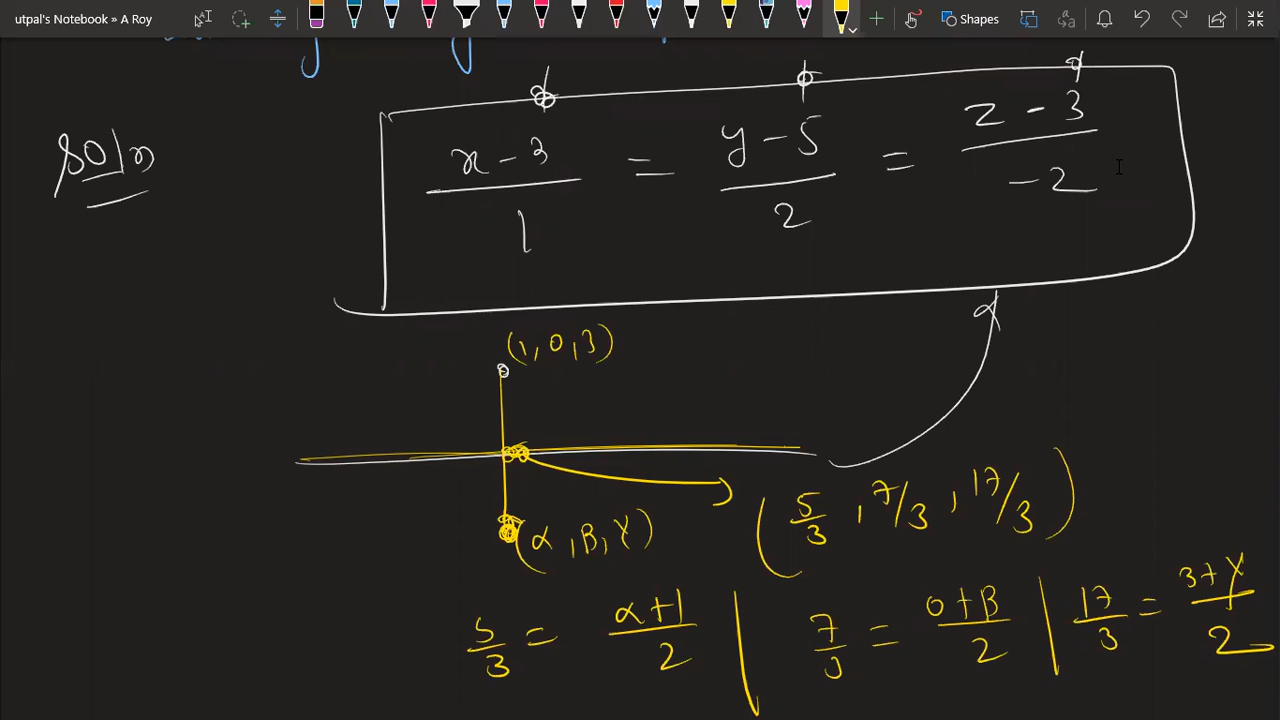 utpal's Notebook » A Roy
Shapes
Soln
x - 3 / 1 = y - 5 / 2 = z - 3 / -2
(1, 0, 3)
(α, β, γ)
(5/3, 7/3, 17/3)
5/3 = α + 1 / 2 | 7/3 = 0 + β / 2 | 17/3 = 3 + γ / 2